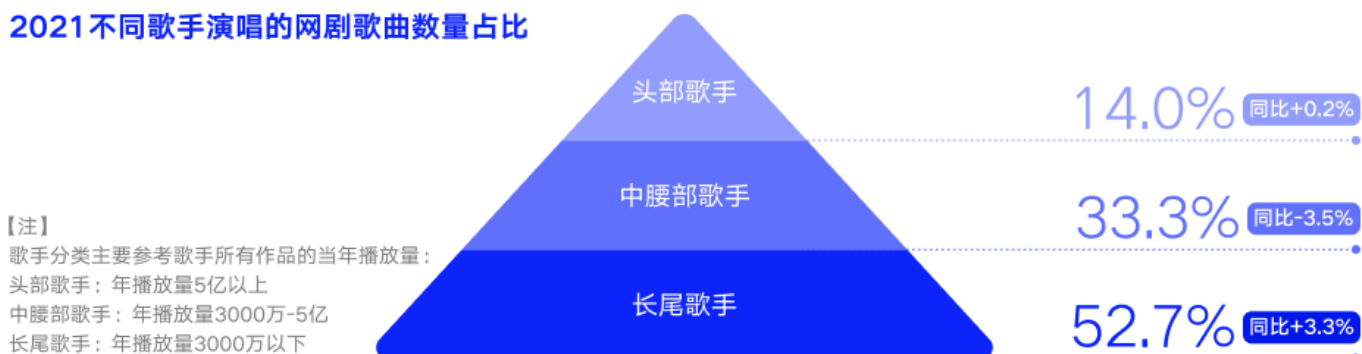 2021不同歌手演唱的网剧歌曲数量占比
头部歌手
14.0% 同比+0.2%
中腰部歌手
33.3% 同比-3.5%
长尾歌手
52.7% 同比+3.3%
【注】
歌手分类主要参考歌手所有作品的当年播放量：
头部歌手：年播放量5亿以上
中腰部歌手：年播放量3000万-5亿
长尾歌手：年播放量3000万以下